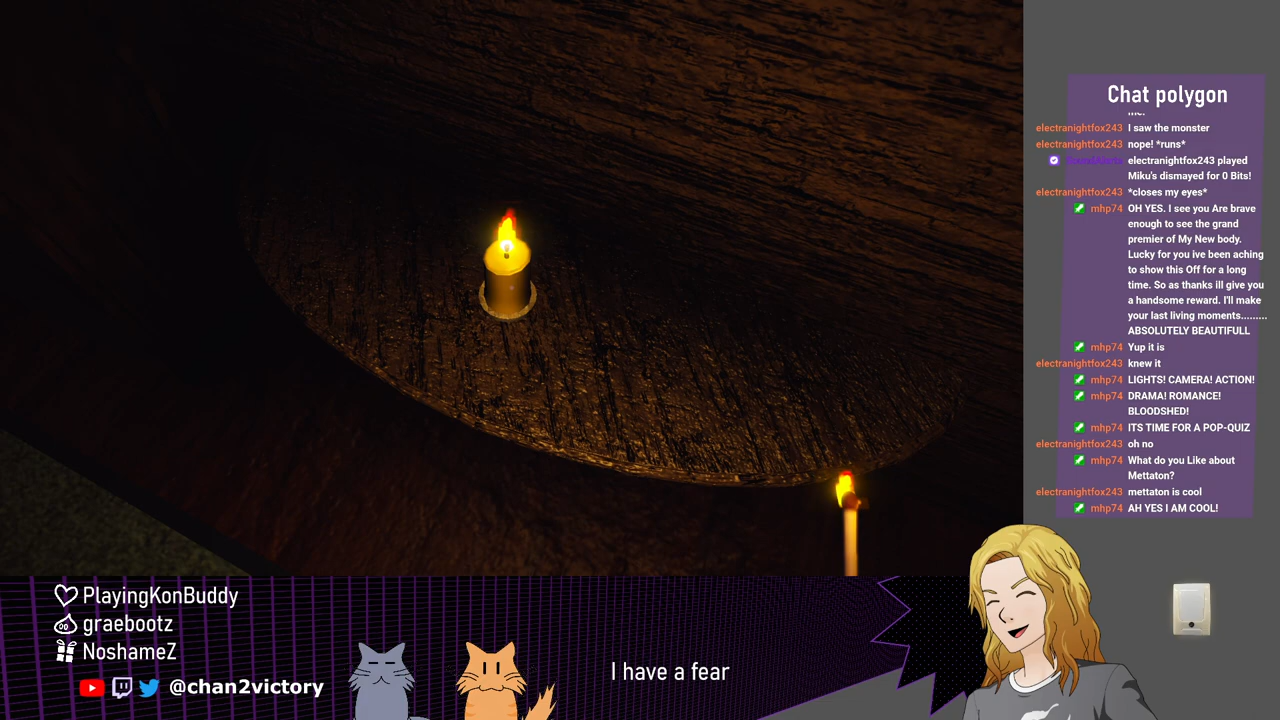 Chat polygon
electranightfox243 I saw the monster
electranightfox243 nope! *runs*
electranightfox243 played
Miku's dismayed for 0 Bits!
electranightfox243 *closes my eyes*
mhp74 OH YES. I see you Are brave
enough to see the grand
premier of My New body.
Lucky for you ive been aching
to show this Off for a long
time. So as thanks ill give you
a handsome reward. I'll make
your last living moments.........
ABSOLUTELY BEAUTIFULL
mhp74 Yup it is
electranightfox243 knew it
mhp74 LIGHTS! CAMERA! ACTION!
mhp74 DRAMA! ROMANCE!
BLOODSHED!
mhp74 ITS TIME FOR A POP-QUIZ
electranightfox243 oh no
mhp74 What do you Like about
Mettaton?
electranightfox243 mettaton is cool
mhp74 AH YES I AM COOL!
PlayingKonBuddy
graebootz
NoshameZ
@chan2victory
I have a fear